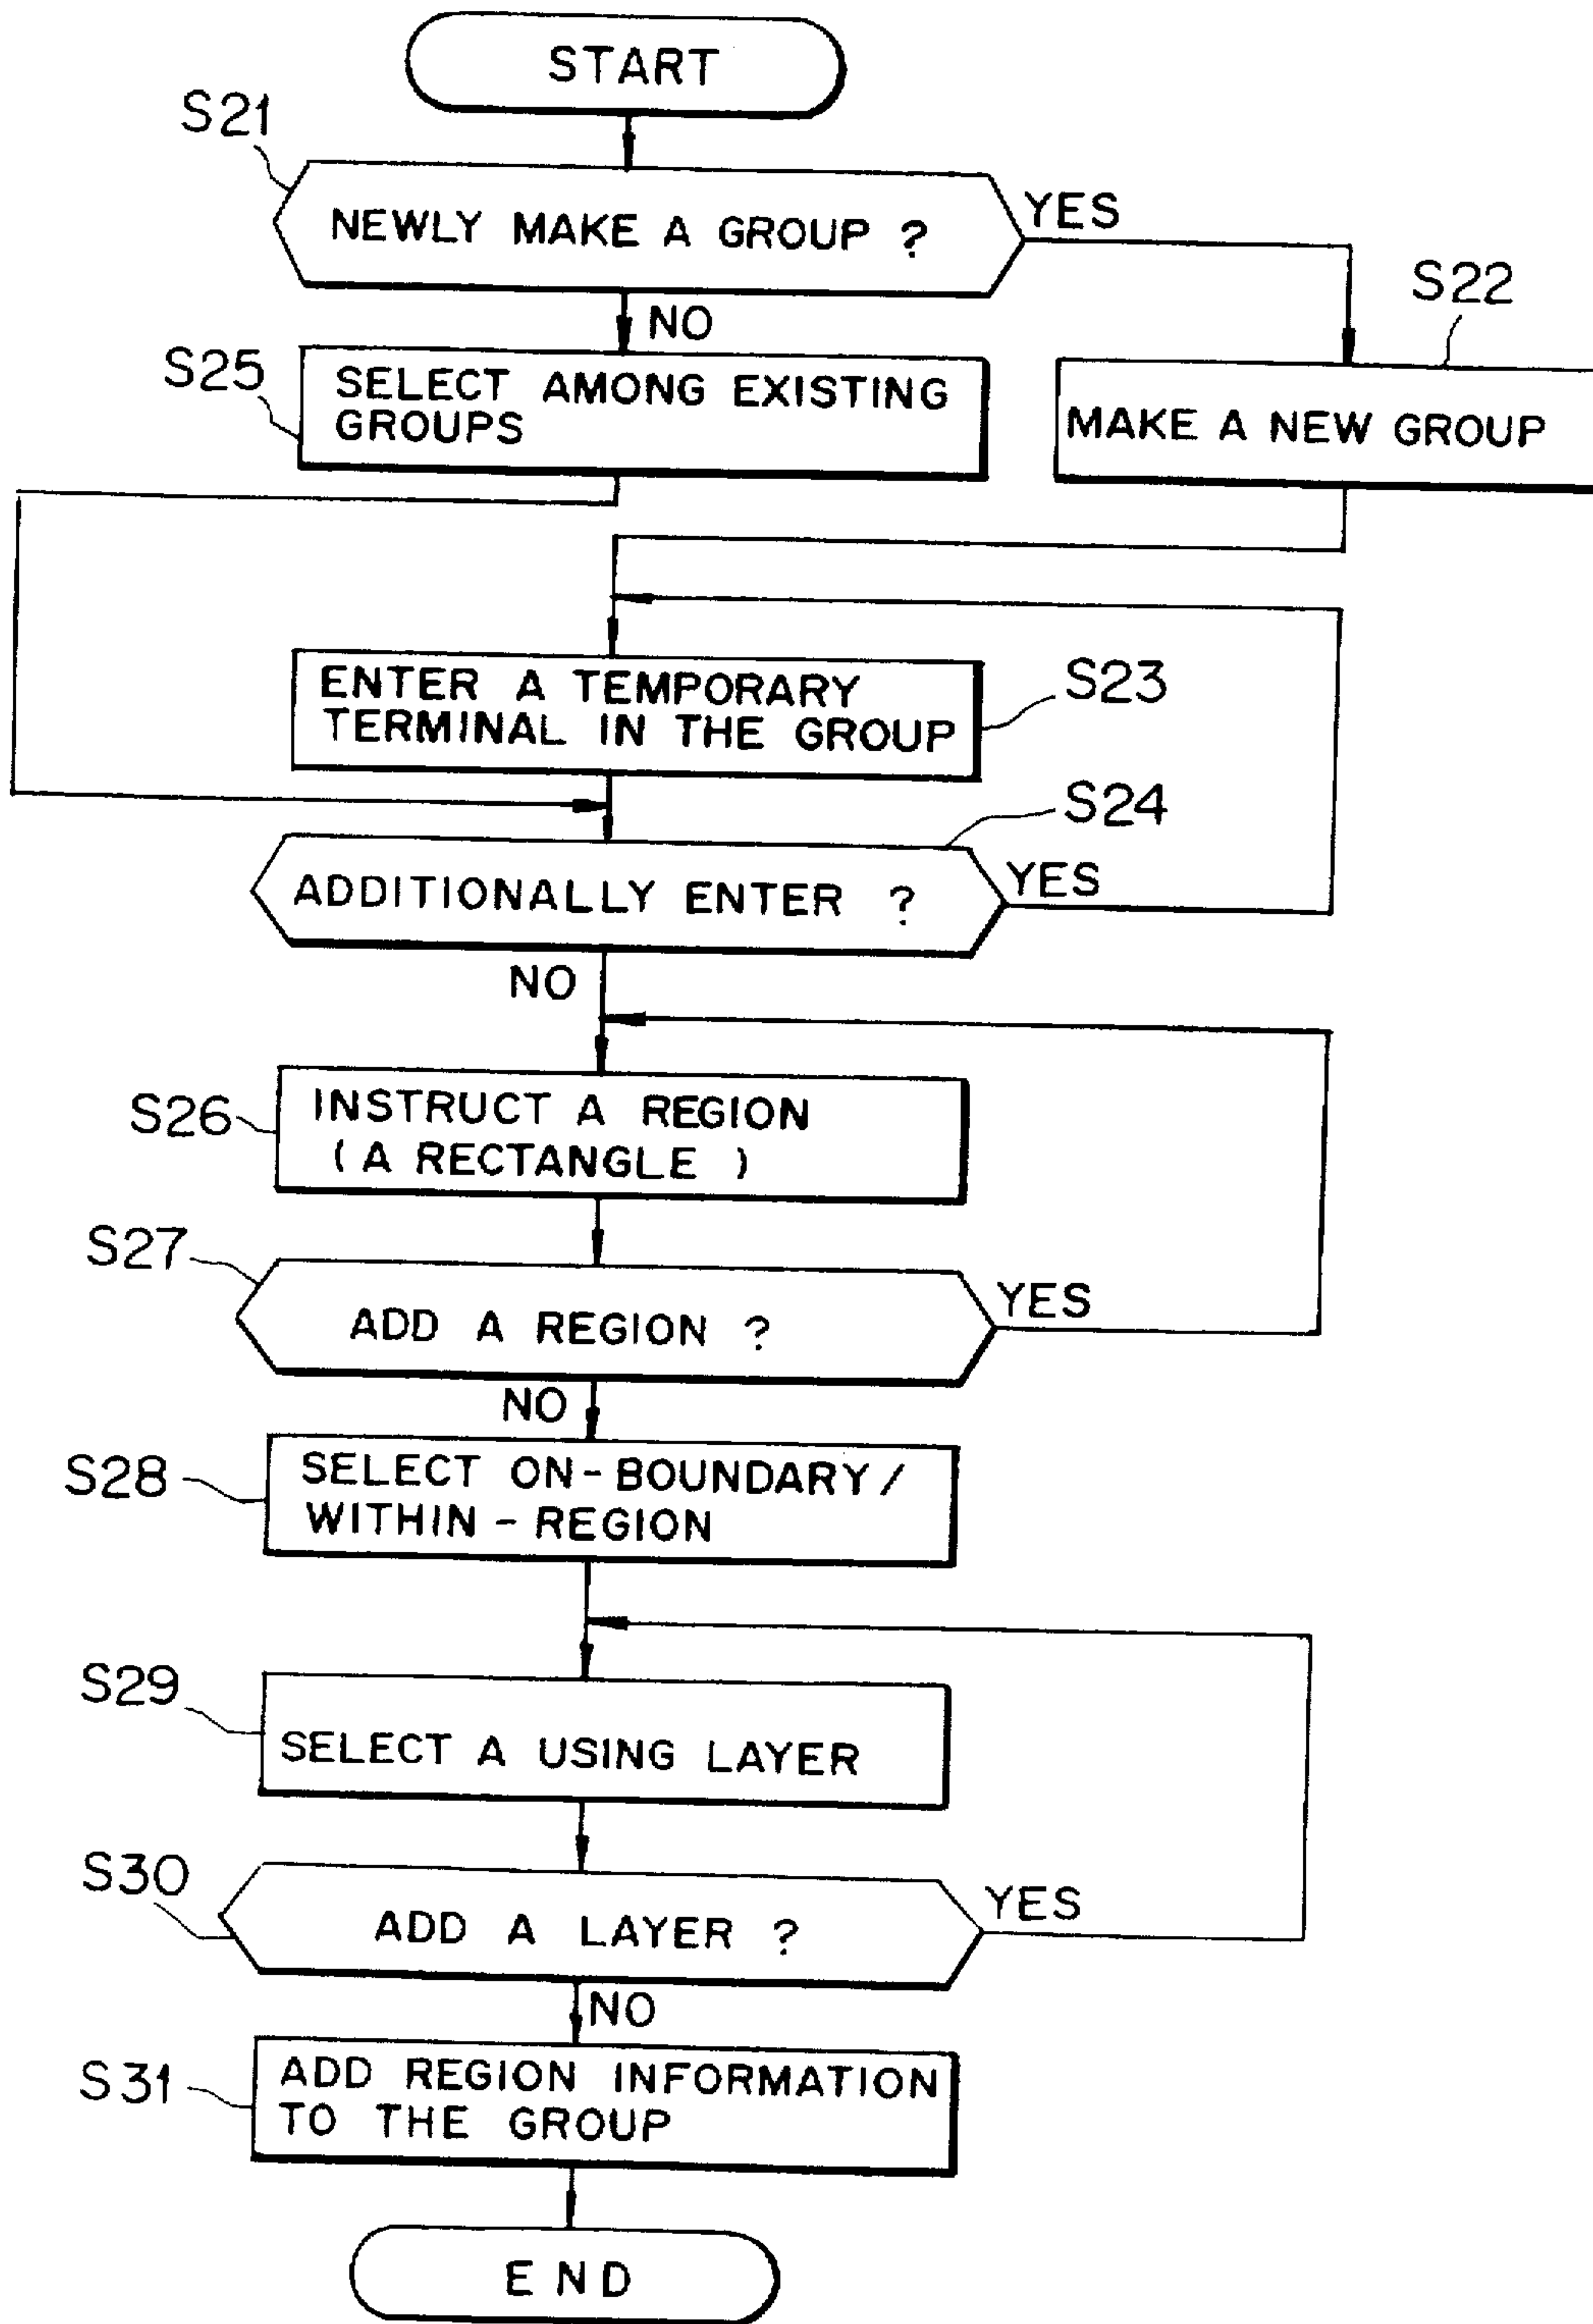 START
S21
NEWLY MAKE A GROUP ?
YES
NO
S22
S25
SELECT AMONG EXISTING
GROUPS
MAKE A NEW GROUP
ENTER A TEMPORARY
TERMINAL IN THE GROUP
S23
S24
ADDITIONALLY ENTER ?
YES
NO
S26
INSTRUCT A REGION
( A RECTANGLE )
S27
ADD A REGION ?
YES
NO
S28
SELECT ON-BOUNDARY/
WITHIN-REGION
S29
SELECT A USING LAYER
S30
ADD A LAYER ?
YES
NO
S31
ADD REGION INFORMATION
TO THE GROUP
END